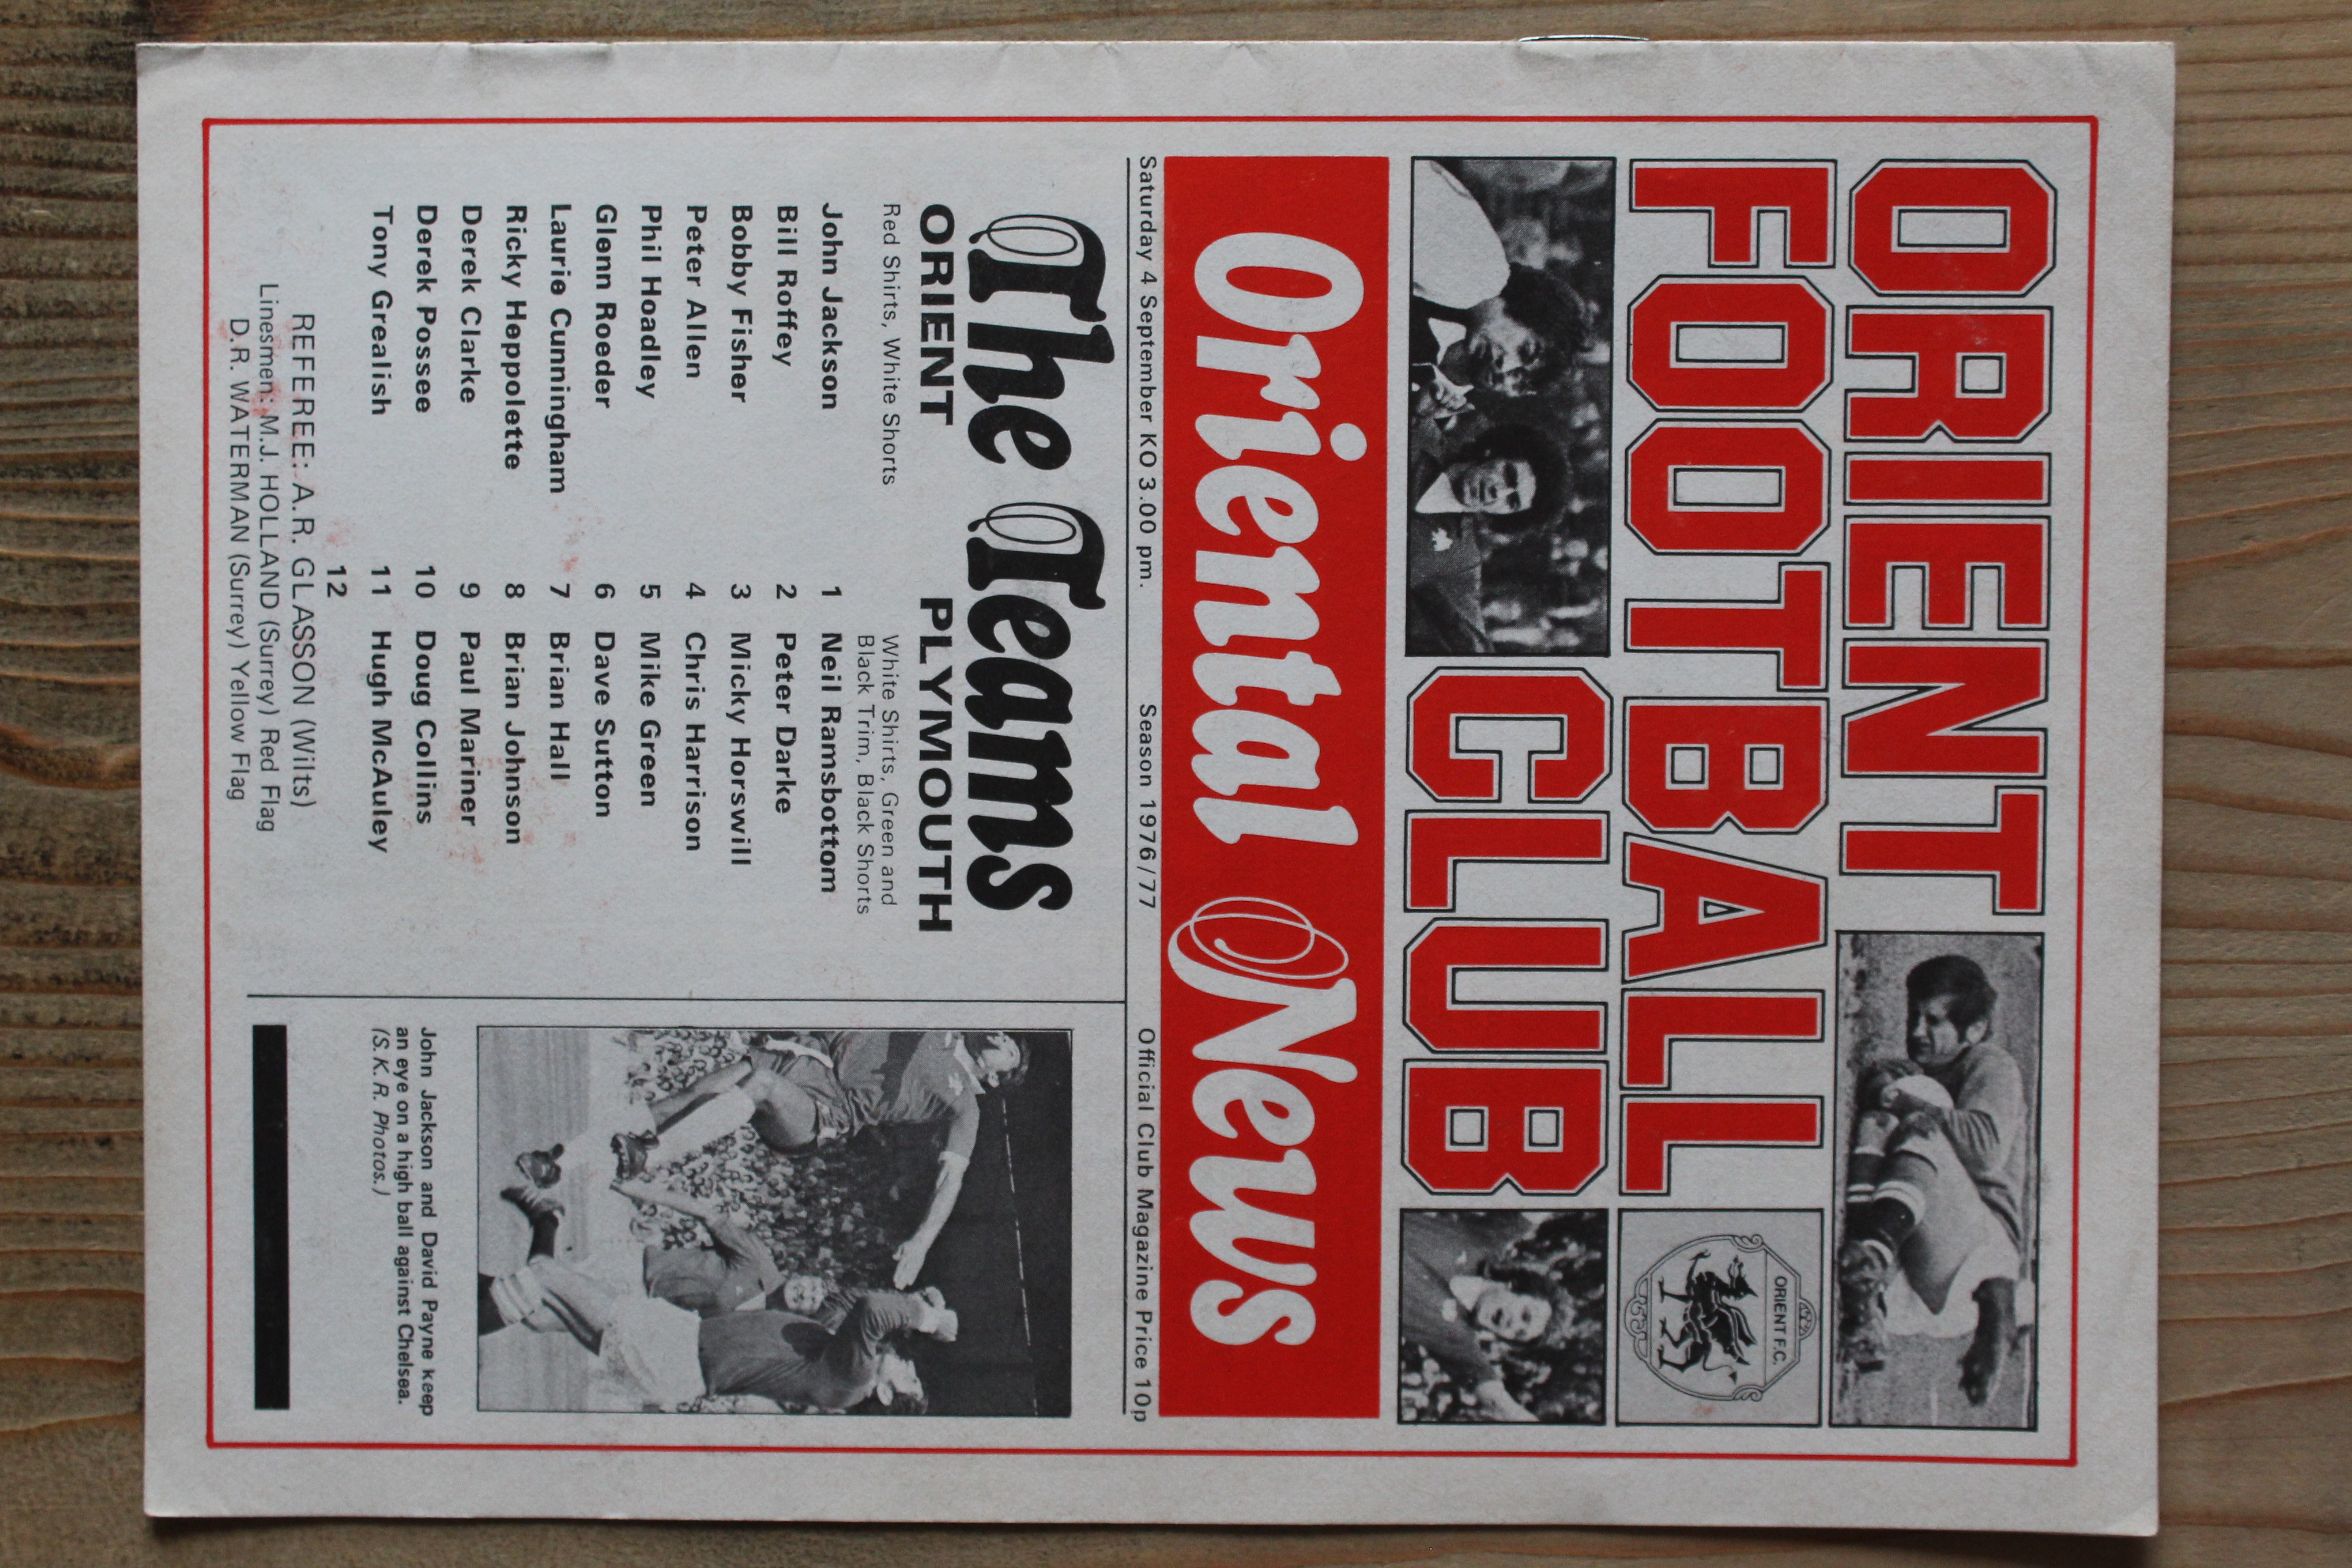 ORIENT
FOOTBALL
CLUB
ORIENT F.C.
Oriental News
Saturday 4 September KO 3.00 pm. Season 1976/77 Official Club Magazine Price 10p
The Teams
ORIENT PLYMOUTH
Red Shirts, White Shorts White Shirts, Green and
Black Trim, Black Shorts
John Jackson 1 Neil Ramsbottom
Bill Roffey 2 Peter Darke
Bobby Fisher 3 Micky Horswill
Peter Allen 4 Chris Harrison
Phil Hoadley 5 Mike Green
Glenn Roeder 6 Dave Sutton
Laurie Cunningham 7 Brian Hall
Ricky Heppolette 8 Brian Johnson
Derek Clarke 9 Paul Mariner
Derek Possee 10 Doug Collins
Tony Grealish 11 Hugh McAuley
12
REFEREE: A.R. GLASSON (Wilts)
Linesmen: M.J. HOLLAND (Surrey) Red Flag
D.R. WATERMAN (Surrey) Yellow Flag
John Jackson and David Payne keep
an eye on a high ball against Chelsea.
(S.K.R. Photos.)